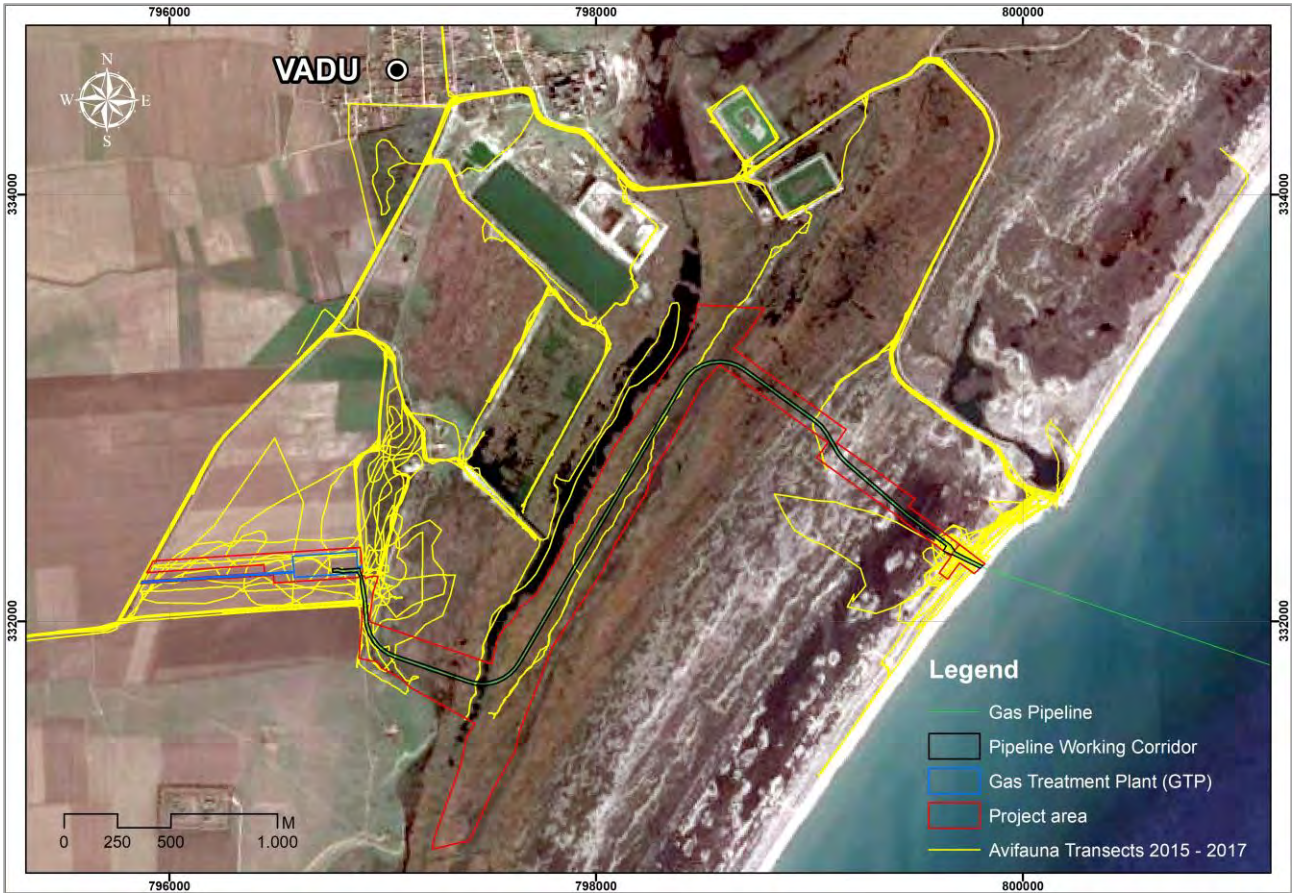 796000 798000 800000
VADU
N
W E
S
334000 334000
332000 332000
Legend
Gas Pipeline
Pipeline Working Corridor
Gas Treatment Plant (GTP)
Project area
Avifauna Transects 2015 - 2017
M
0 250 500 1.000
796000 798000 800000